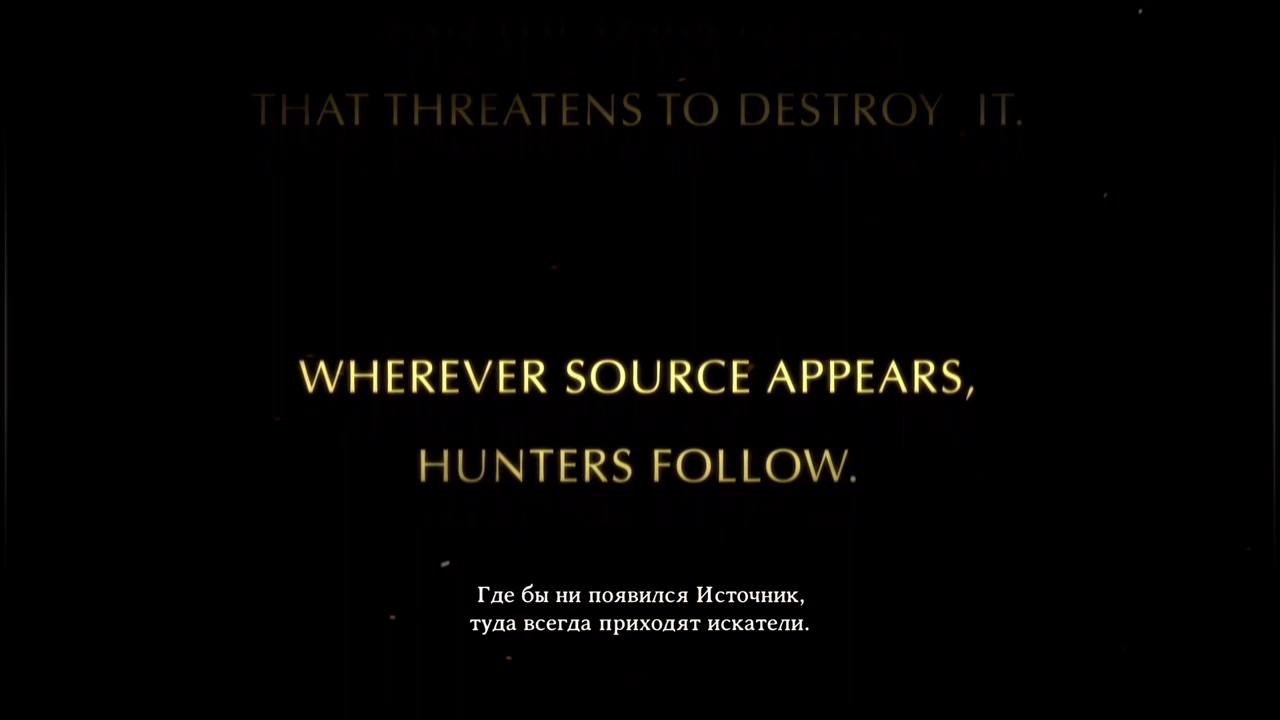 THAT THREATENS TO DESTROY IT.
WHEREVER SOURCE APPEARS,
HUNTERS FOLLOW.
Где бы ни появился Источник,
туда всегда приходят искатели.